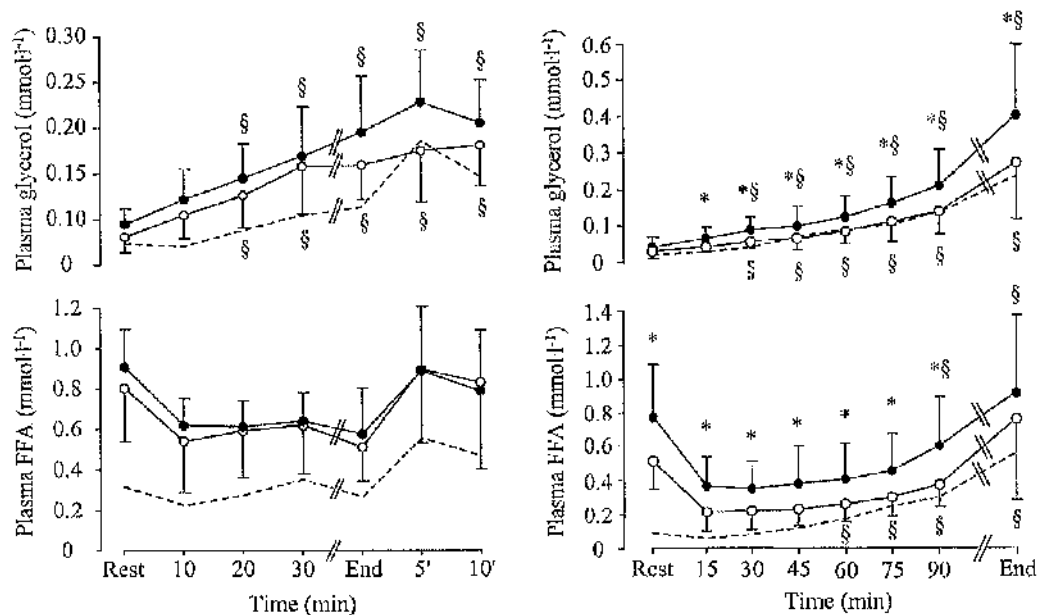 Plasma glycerol (mmol·l⁻¹)
0.30
0.25
0.20
0.15
0.10
0
§ § § § §
§ § § § §
Plasma glycerol (mmol·l⁻¹)
0.6
0.5
0.4
0.3
0.2
0.1
0
* *§ *§ *§ *§ *§ *§
§ § § § § §
Plasma FFA (mmol·l⁻¹)
1.2
1.0
0.8
0.6
0.4
0.2
0
Rest 10 20 30 End 5' 10'
Time (min)
Plasma FFA (mmol·l⁻¹)
1.4
1.2
1.0
0.8
0.6
0.4
0.2
0
* * * * * * *§ §
§ § § §
Rest 15 30 45 60 75 90 End
Time (min)